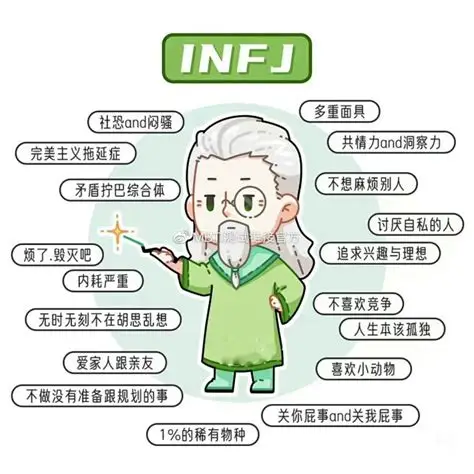 INFJ
社恐and闷骚
多重面具
完美主义拖延症
共情力and洞察力
矛盾拧巴综合体
不想麻烦别人
讨厌自私的人
烦了.毁灭吧
追求兴趣与理想
内耗严重
不喜欢竞争
无时无刻不在胡思乱想
人生本该孤独
爱家人跟亲友
喜欢小动物
不做没有准备跟规划的事
关你屁事and关我屁事
1%的稀有物种